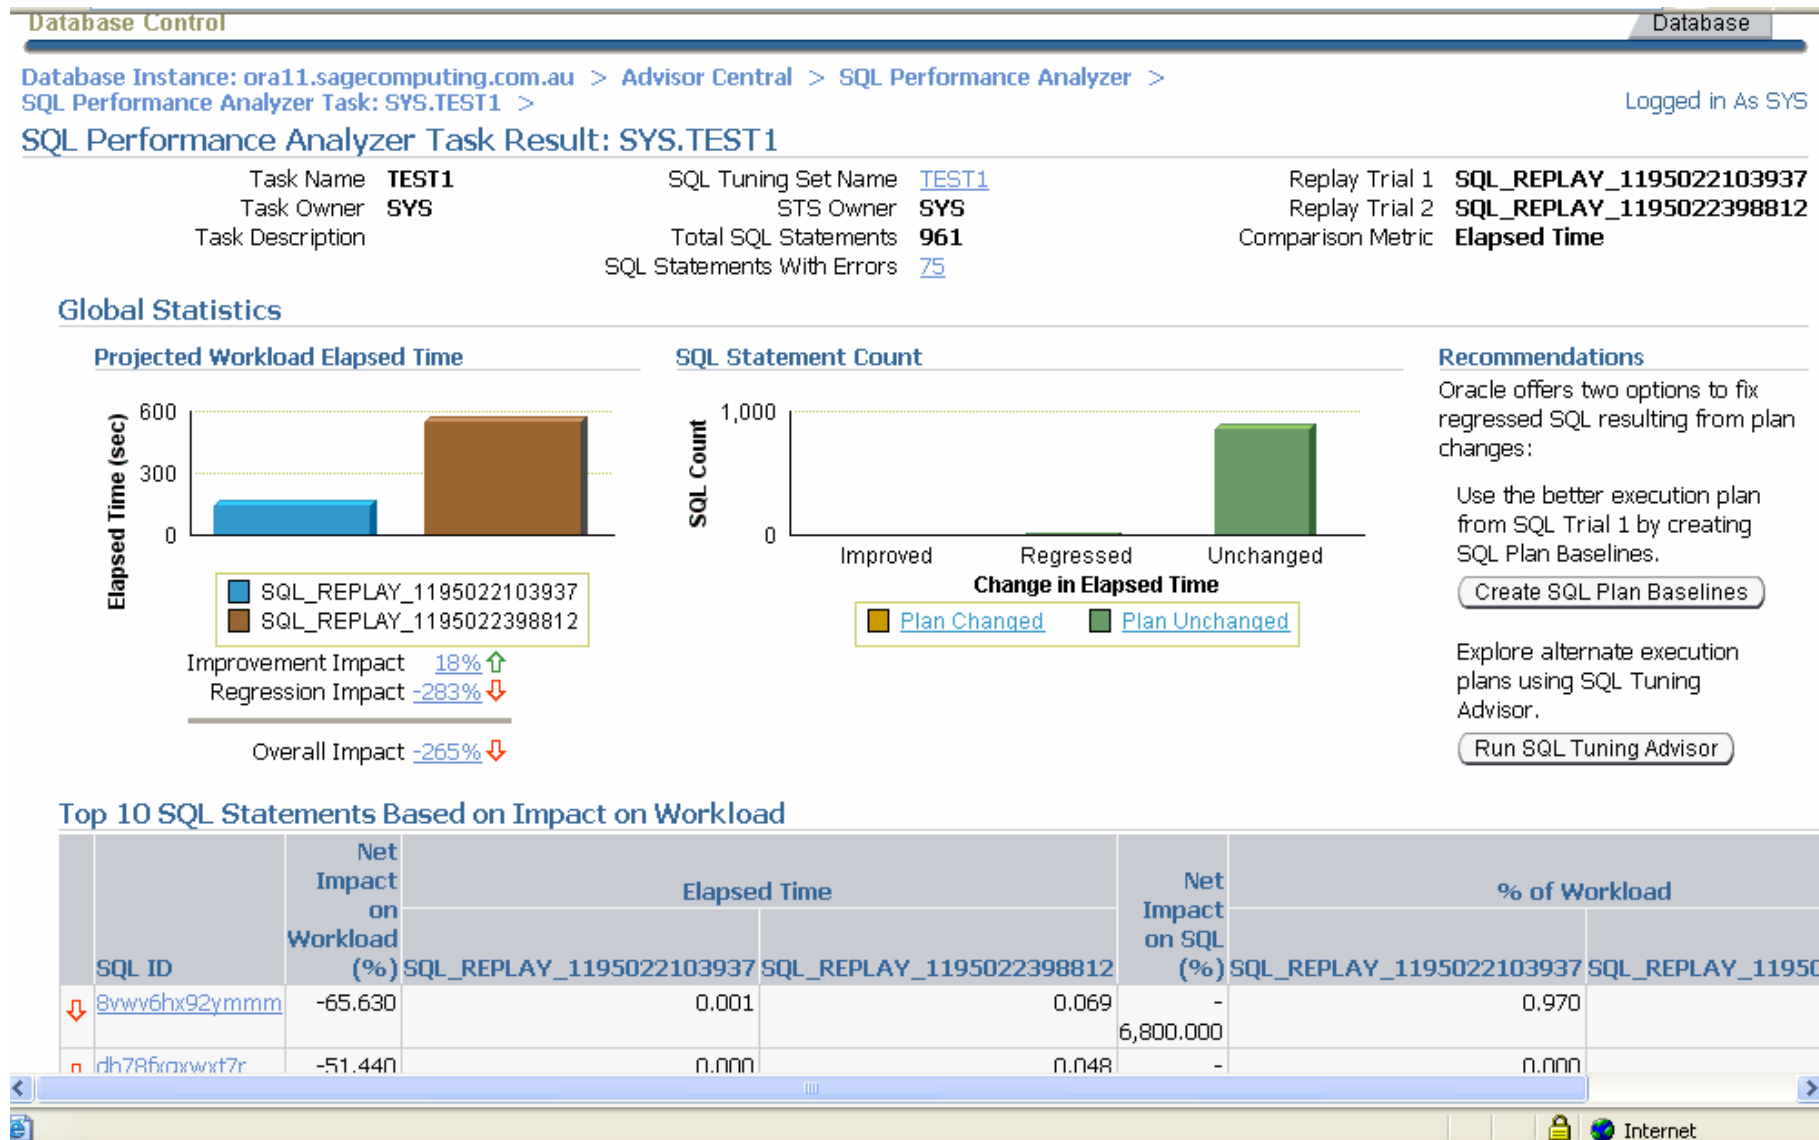 Database Control
Database
Database Instance: ora11.sagecomputing.com.au > Advisor Central > SQL Performance Analyzer >
SQL Performance Analyzer Task: SYS.TEST1 >
Logged in As SYS
SQL Performance Analyzer Task Result: SYS.TEST1
Task Name TEST1
Task Owner SYS
Task Description
SQL Tuning Set Name TEST1
STS Owner SYS
Total SQL Statements 961
SQL Statements With Errors 75
Replay Trial 1 SQL_REPLAY_1195022103937
Replay Trial 2 SQL_REPLAY_1195022398812
Comparison Metric Elapsed Time
Global Statistics
Projected Workload Elapsed Time
Elapsed Time (sec)
600
300
0
SQL_REPLAY_1195022103937
SQL_REPLAY_1195022398812
Improvement Impact 18%
Regression Impact -283%
Overall Impact -265%
SQL Statement Count
SQL Count
1,000
0
Improved Regressed Unchanged
Change in Elapsed Time
Plan Changed Plan Unchanged
Recommendations
Oracle offers two options to fix
regressed SQL resulting from plan
changes:
Use the better execution plan
from SQL Trial 1 by creating
SQL Plan Baselines.
Create SQL Plan Baselines
Explore alternate execution
plans using SQL Tuning
Advisor.
Run SQL Tuning Advisor
Top 10 SQL Statements Based on Impact on Workload
SQL ID
Net
Impact
on
Workload
(%)
Elapsed Time
SQL_REPLAY_1195022103937 SQL_REPLAY_1195022398812
Net
Impact
on SQL
(%)
% of Workload
SQL_REPLAY_1195022103937 SQL_REPLAY_11950
8vwv6hx92ymmm -65.630 0.001 0.069 -
6,800.000
0.970
dh78fxgxwxt7r -51.440 0.000 0.048 - 0.000
Internet